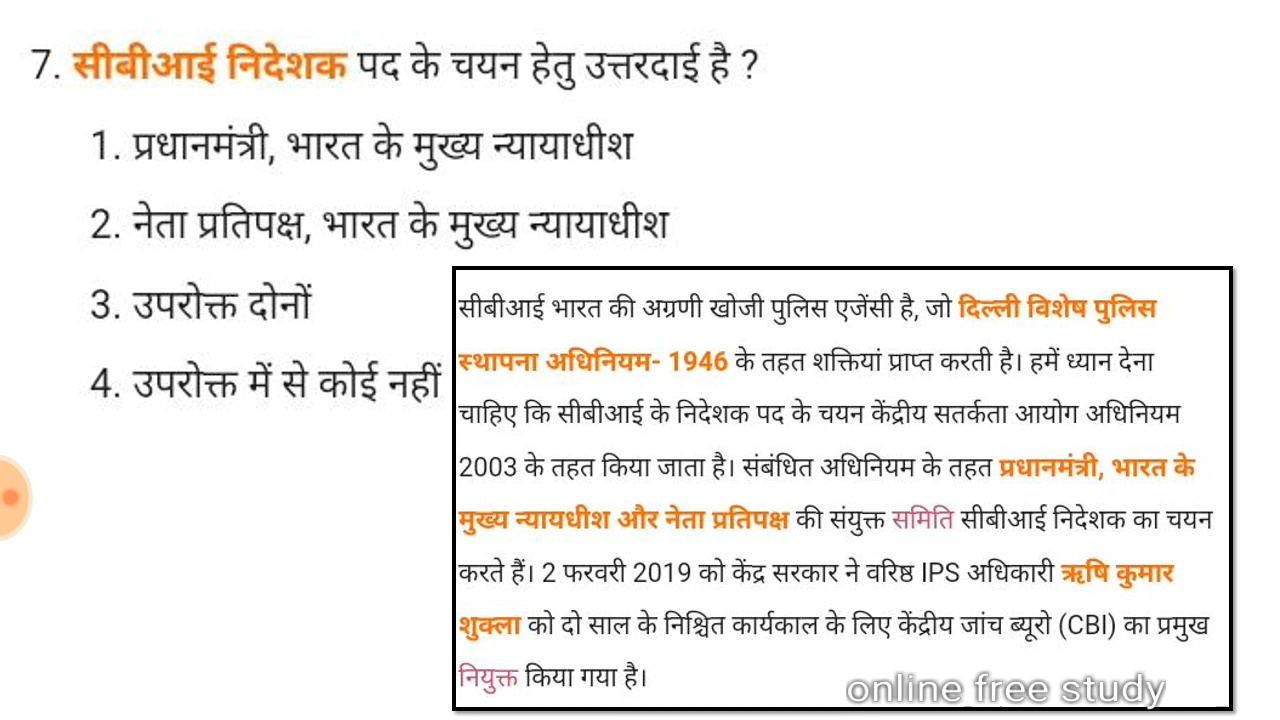 7. सीबीआई निदेशक पद के चयन हेतु उत्तरदाई है ?
1. प्रधानमंत्री, भारत के मुख्य न्यायाधीश
2. नेता प्रतिपक्ष, भारत के मुख्य न्यायाधीश
3. उपरोक्त दोनों
4. उपरोक्त में से कोई नहीं
सीबीआई भारत की अग्रणी खोजी पुलिस एजेंसी है, जो दिल्ली विशेष पुलिस
स्थापना अधिनियम- 1946 के तहत शक्तियां प्राप्त करती है। हमें ध्यान देना
चाहिए कि सीबीआई के निदेशक पद के चयन केंद्रीय सतर्कता आयोग अधिनियम
2003 के तहत किया जाता है। संबंधित अधिनियम के तहत प्रधानमंत्री, भारत के
मुख्य न्यायधीश और नेता प्रतिपक्ष की संयुक्त समिति सीबीआई निदेशक का चयन
करते हैं। 2 फरवरी 2019 को केंद्र सरकार ने वरिष्ठ IPS अधिकारी ऋषि कुमार
शुक्ला को दो साल के निश्चित कार्यकाल के लिए केंद्रीय जांच ब्यूरो (CBI) का प्रमुख
नियुक्त किया गया है।
online free study